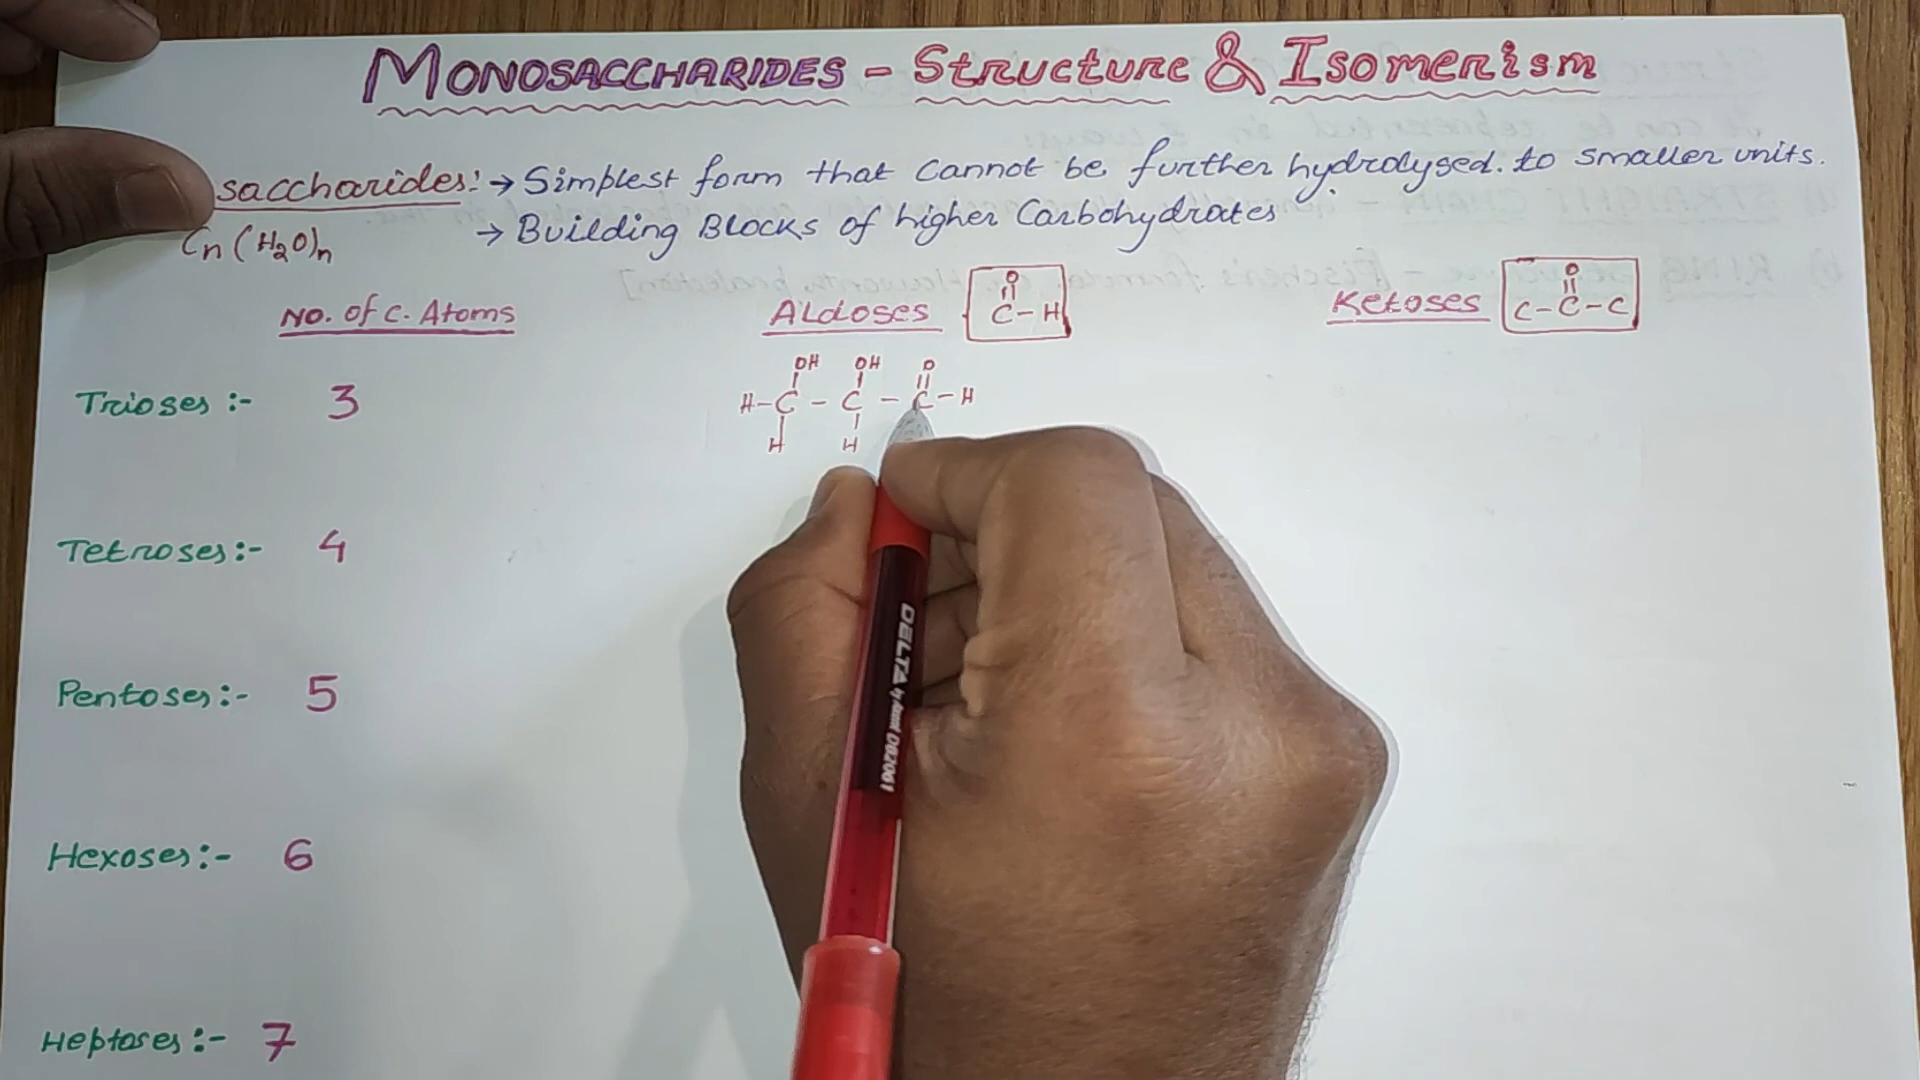 MONOSACCHARIDES - Structure & Isomerism
saccharides:→ Simplest form that cannot be further hydrolysed. to smaller units.
Cn(H2O)n → Building Blocks of higher Carbohydrates
No. of C. Atoms Aldoses O Ketoses O
C-H C-C-C
OH OH O
Trioses :- 3 H-C-C-C-H
H H
Tetroses:- 4
Pentoses:- 5
Hexoses:- 6
Heptoses:- 7
DELTA